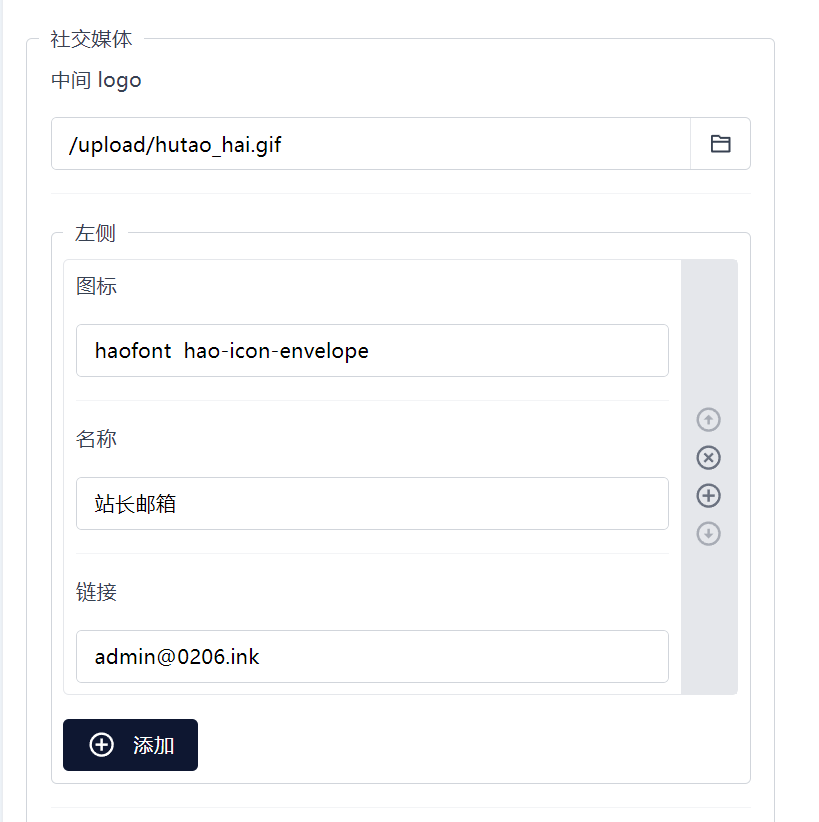 社交媒体
中间 logo
/upload/hutao_hai.gif
左侧
图标
haofont  hao-icon-envelope
名称
站长邮箱
链接
admin@0206.ink
添加